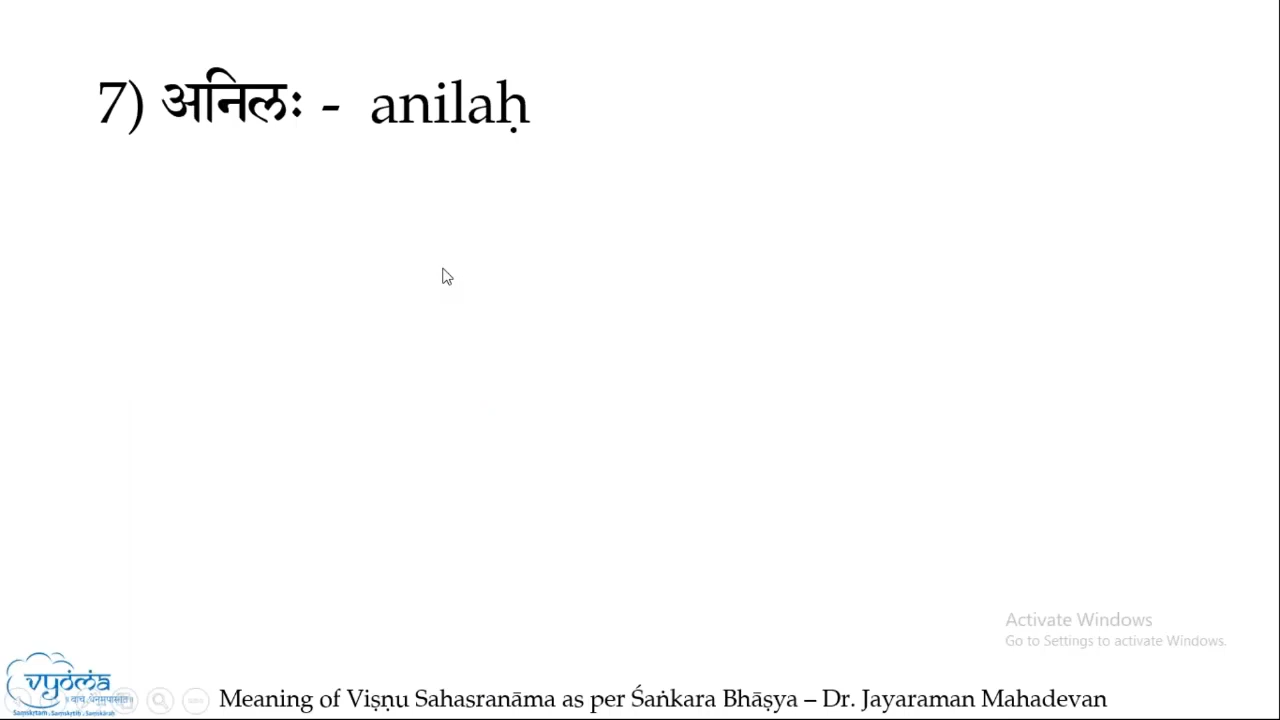 7) अनिलः - anilaḥ
Activate Windows
Go to Settings to activate Windows.
vyoma
Meaning of Viṣṇu Sahasranāma as per Śaṅkara Bhāṣya – Dr. Jayaraman Mahadevan